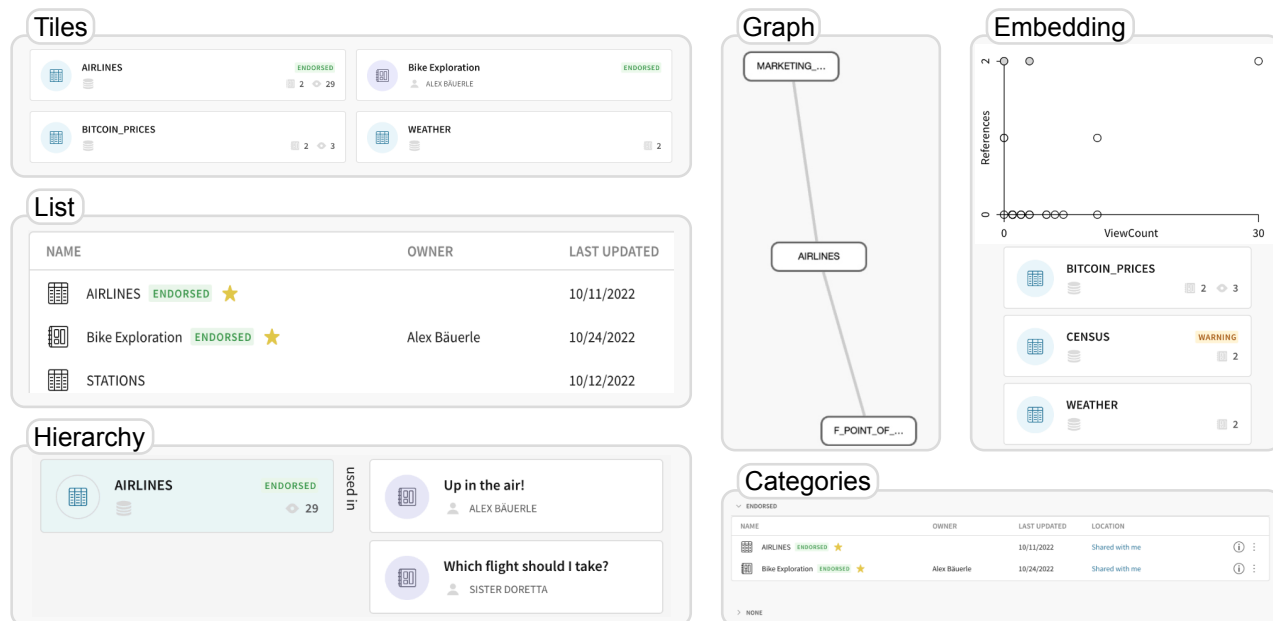 Tiles
AIRLINES ENDORSED
2 29
Bike Exploration ENDORSED
ALEX BÄUERLE
BITCOIN_PRICES
2 3
WEATHER
2
List
NAME OWNER LAST UPDATED
AIRLINES ENDORSED 10/11/2022
Bike Exploration ENDORSED Alex Bäuerle 10/24/2022
STATIONS 10/12/2022
Hierarchy
AIRLINES ENDORSED
29
used in
Up in the air!
ALEX BÄUERLE
Which flight should I take?
SISTER DORETTA
Graph
MARKETING_...
AIRLINES
F_POINT_OF_...
Embedding
2
References
0
0 ViewCount 30
BITCOIN_PRICES
2 3
CENSUS WARNING
2
WEATHER
2
Categories
ENDORSED
NAME OWNER LAST UPDATED LOCATION
AIRLINES ENDORSED 10/11/2022 Shared with me
Bike Exploration ENDORSED Alex Bäuerle 10/24/2022 Shared with me
NONE